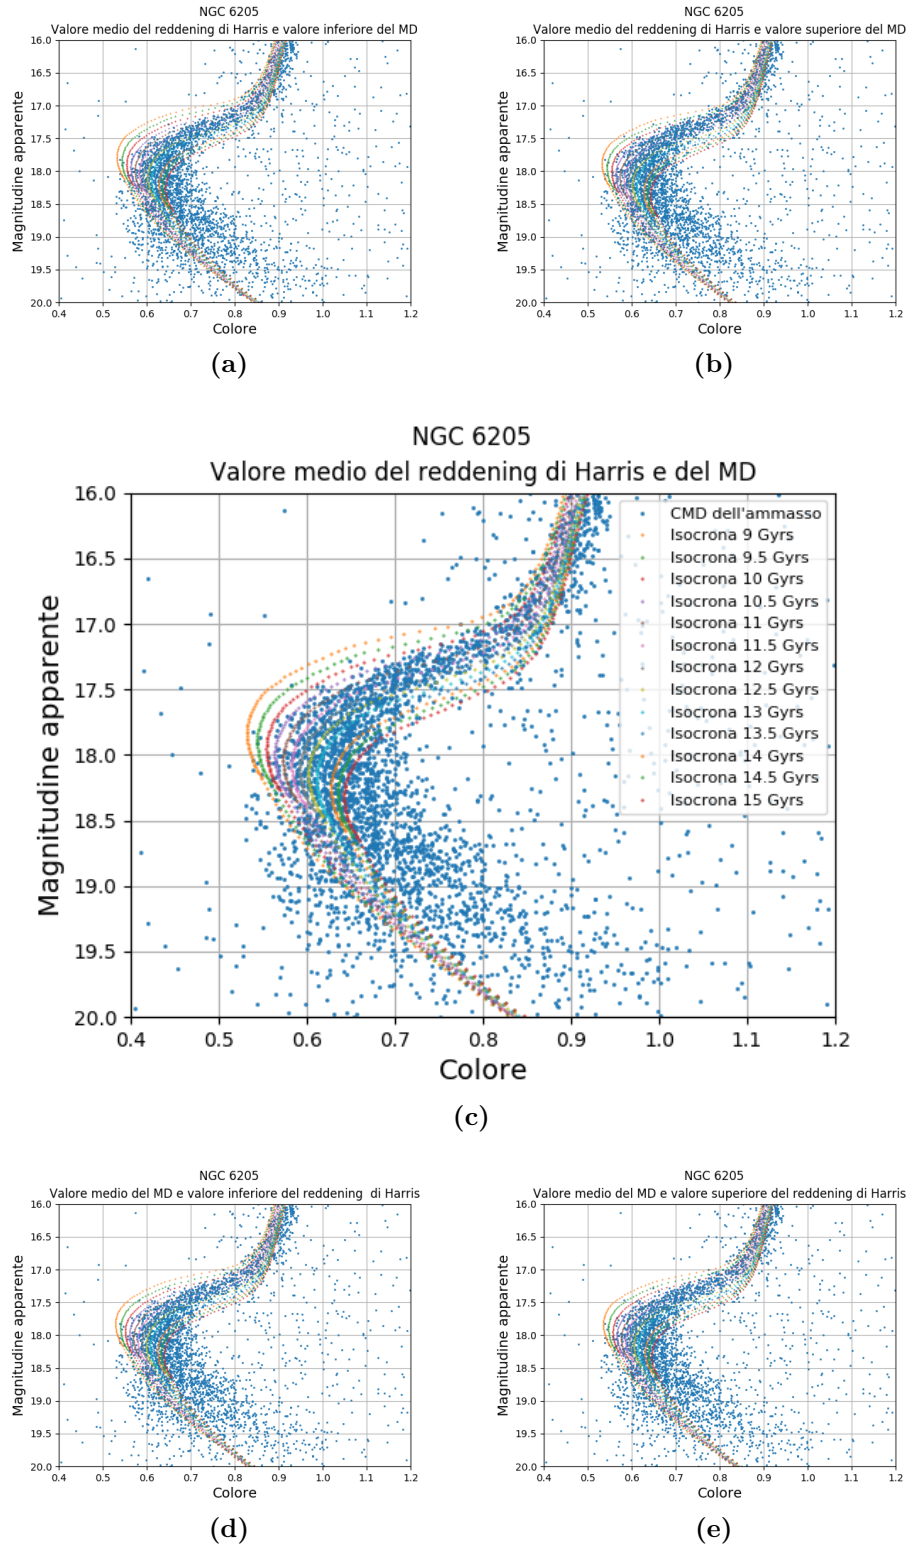 NGC 6205
Valore medio del reddening di Harris e valore inferiore del MD
16.0
16.5
17.0
17.5
18.0
18.5
19.0
19.5
20.0
Magnitudine apparente
0.4 0.5 0.6 0.7 0.8 0.9 1.0 1.1 1.2
Colore
(a)
NGC 6205
Valore medio del reddening di Harris e valore superiore del MD
16.0
16.5
17.0
17.5
18.0
18.5
19.0
19.5
20.0
Magnitudine apparente
0.4 0.5 0.6 0.7 0.8 0.9 1.0 1.1 1.2
Colore
(b)
NGC 6205
Valore medio del reddening di Harris e del MD
16.0
16.5
17.0
17.5
18.0
18.5
19.0
19.5
20.0
Magnitudine apparente
CMD dell'ammasso
Isocrona 9 Gyrs
Isocrona 9.5 Gyrs
Isocrona 10 Gyrs
Isocrona 10.5 Gyrs
Isocrona 11 Gyrs
Isocrona 11.5 Gyrs
Isocrona 12 Gyrs
Isocrona 12.5 Gyrs
Isocrona 13 Gyrs
Isocrona 13.5 Gyrs
Isocrona 14 Gyrs
Isocrona 14.5 Gyrs
Isocrona 15 Gyrs
0.4 0.5 0.6 0.7 0.8 0.9 1.0 1.1 1.2
Colore
(c)
NGC 6205
Valore medio del MD e valore inferiore del reddening di Harris
16.0
16.5
17.0
17.5
18.0
18.5
19.0
19.5
20.0
Magnitudine apparente
0.4 0.5 0.6 0.7 0.8 0.9 1.0 1.1 1.2
Colore
(d)
NGC 6205
Valore medio del MD e valore superiore del reddening di Harris
16.0
16.5
17.0
17.5
18.0
18.5
19.0
19.5
20.0
Magnitudine apparente
0.4 0.5 0.6 0.7 0.8 0.9 1.0 1.1 1.2
Colore
(e)